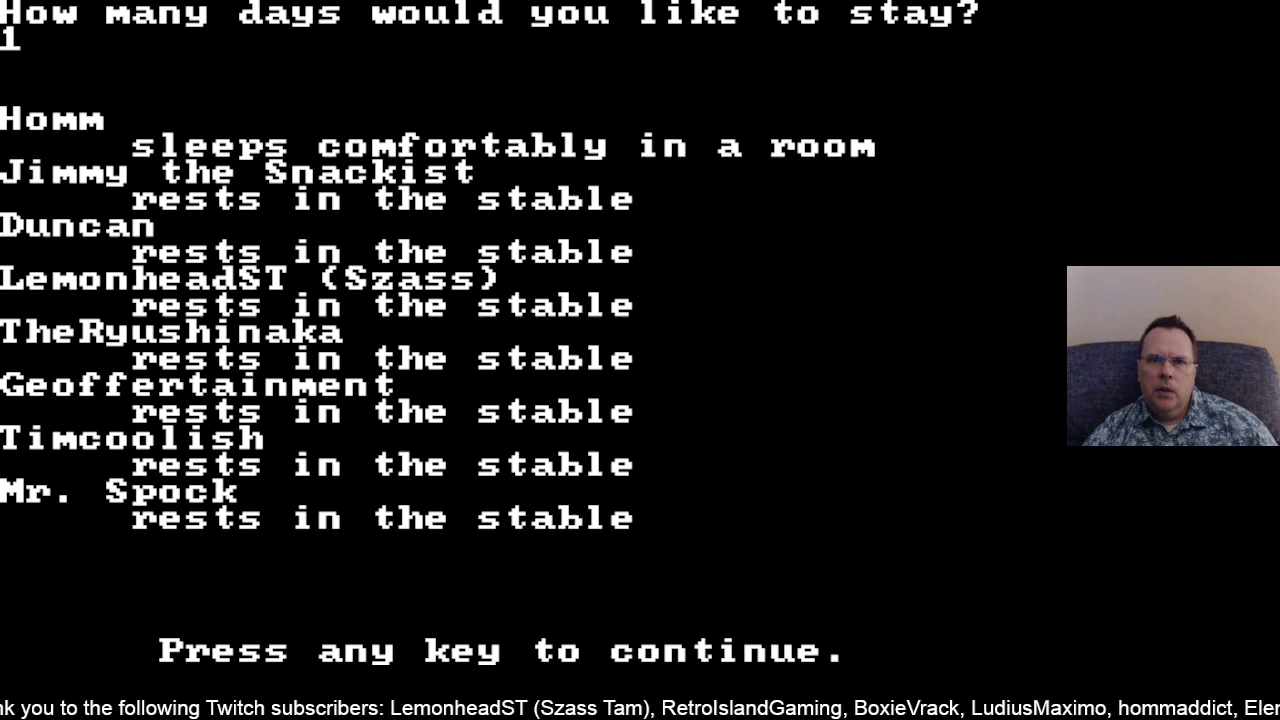 How many days would you like to stay?
1
Homm
sleeps comfortably in a room
Jimmy the Snackist
rests in the stable
Duncan
rests in the stable
LemonheadST (Szass)
rests in the stable
TheRyushinaka
rests in the stable
Geoffertainment
rests in the stable
Timcoolish
rests in the stable
Mr. Spock
rests in the stable
Press any key to continue.
nk you to the following Twitch subscribers: LemonheadST (Szass Tam), RetroIslandGaming, BoxieVrack, LudiusMaximo, hommaddict, Eler